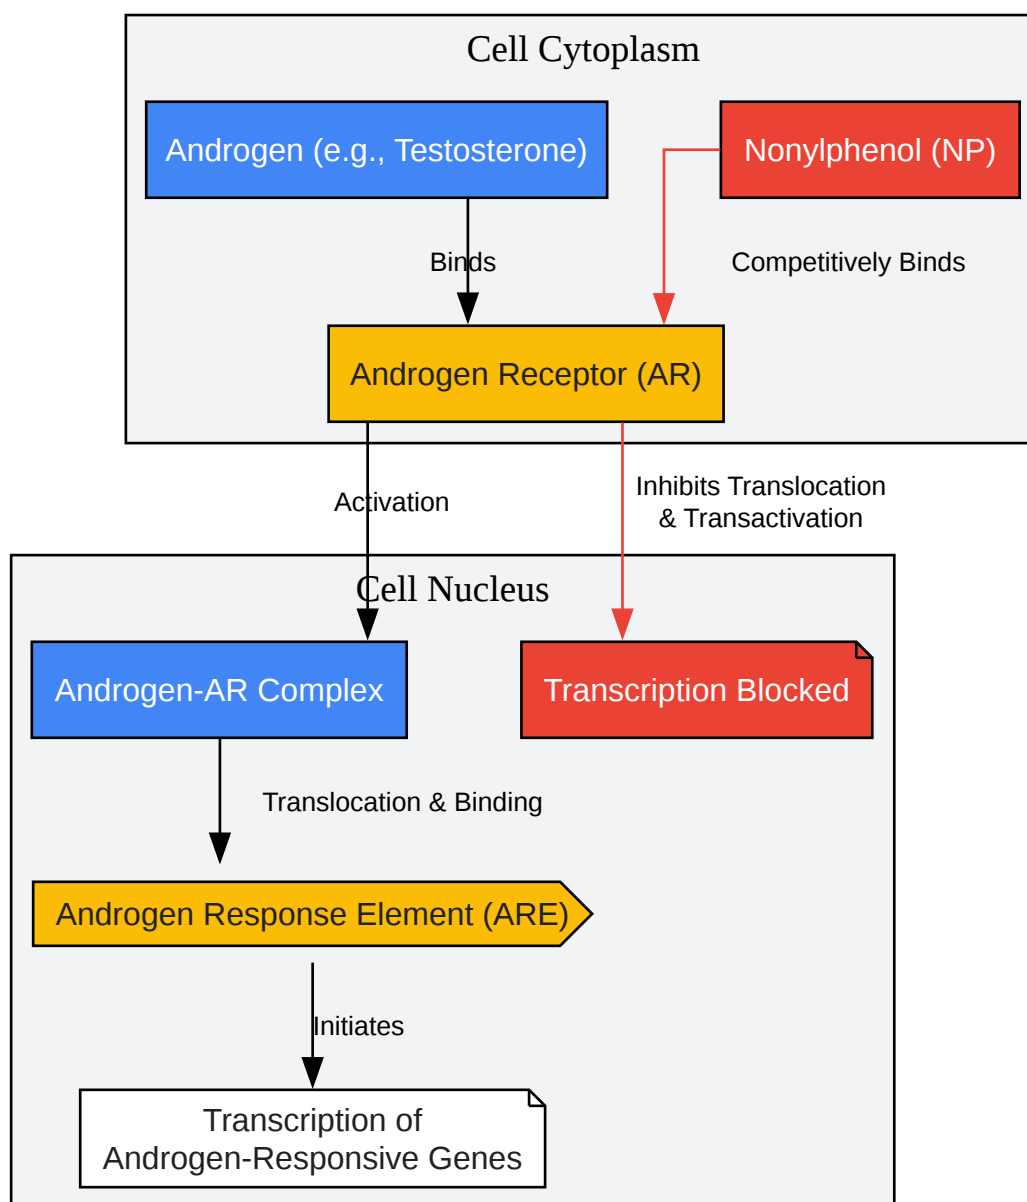 Cell Cytoplasm
Androgen (e.g., Testosterone)
Nonylphenol (NP)
Binds
Competitively Binds
Androgen Receptor (AR)
Activation
Inhibits Translocation
& Transactivation
Cell Nucleus
Androgen-AR Complex
Transcription Blocked
Translocation & Binding
Androgen Response Element (ARE)
Initiates
Transcription of
Androgen-Responsive Genes